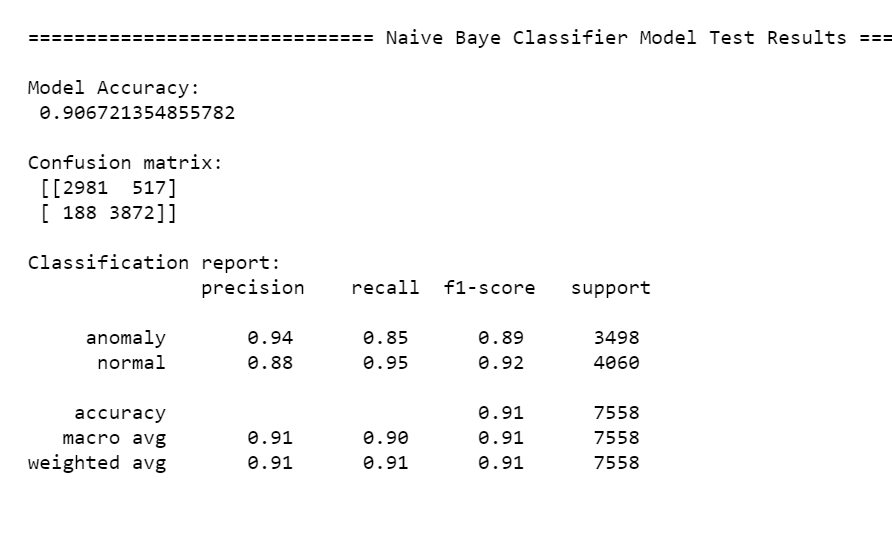 ============================== Naive Baye Classifier Model Test Results ===
Model Accuracy:
0.906721354855782
Confusion matrix:
[[2981  517]
[ 188 3872]]
Classification report:
precision    recall  f1-score   support
anomaly       0.94      0.85      0.89      3498
normal       0.88      0.95      0.92      4060
accuracy                           0.91      7558
macro avg       0.91      0.90      0.91      7558
weighted avg       0.91      0.91      0.91      7558